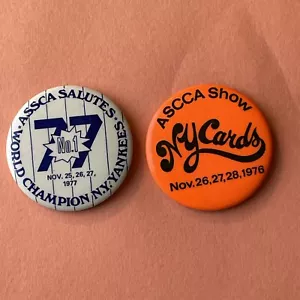 ASSCA SALUTES
WORLD CHAMPION N.Y. YANKEES
77
No.1
NOV. 25, 26, 27,
1977
ASCCA Show
NY Cards
Nov. 26,27,28,1976